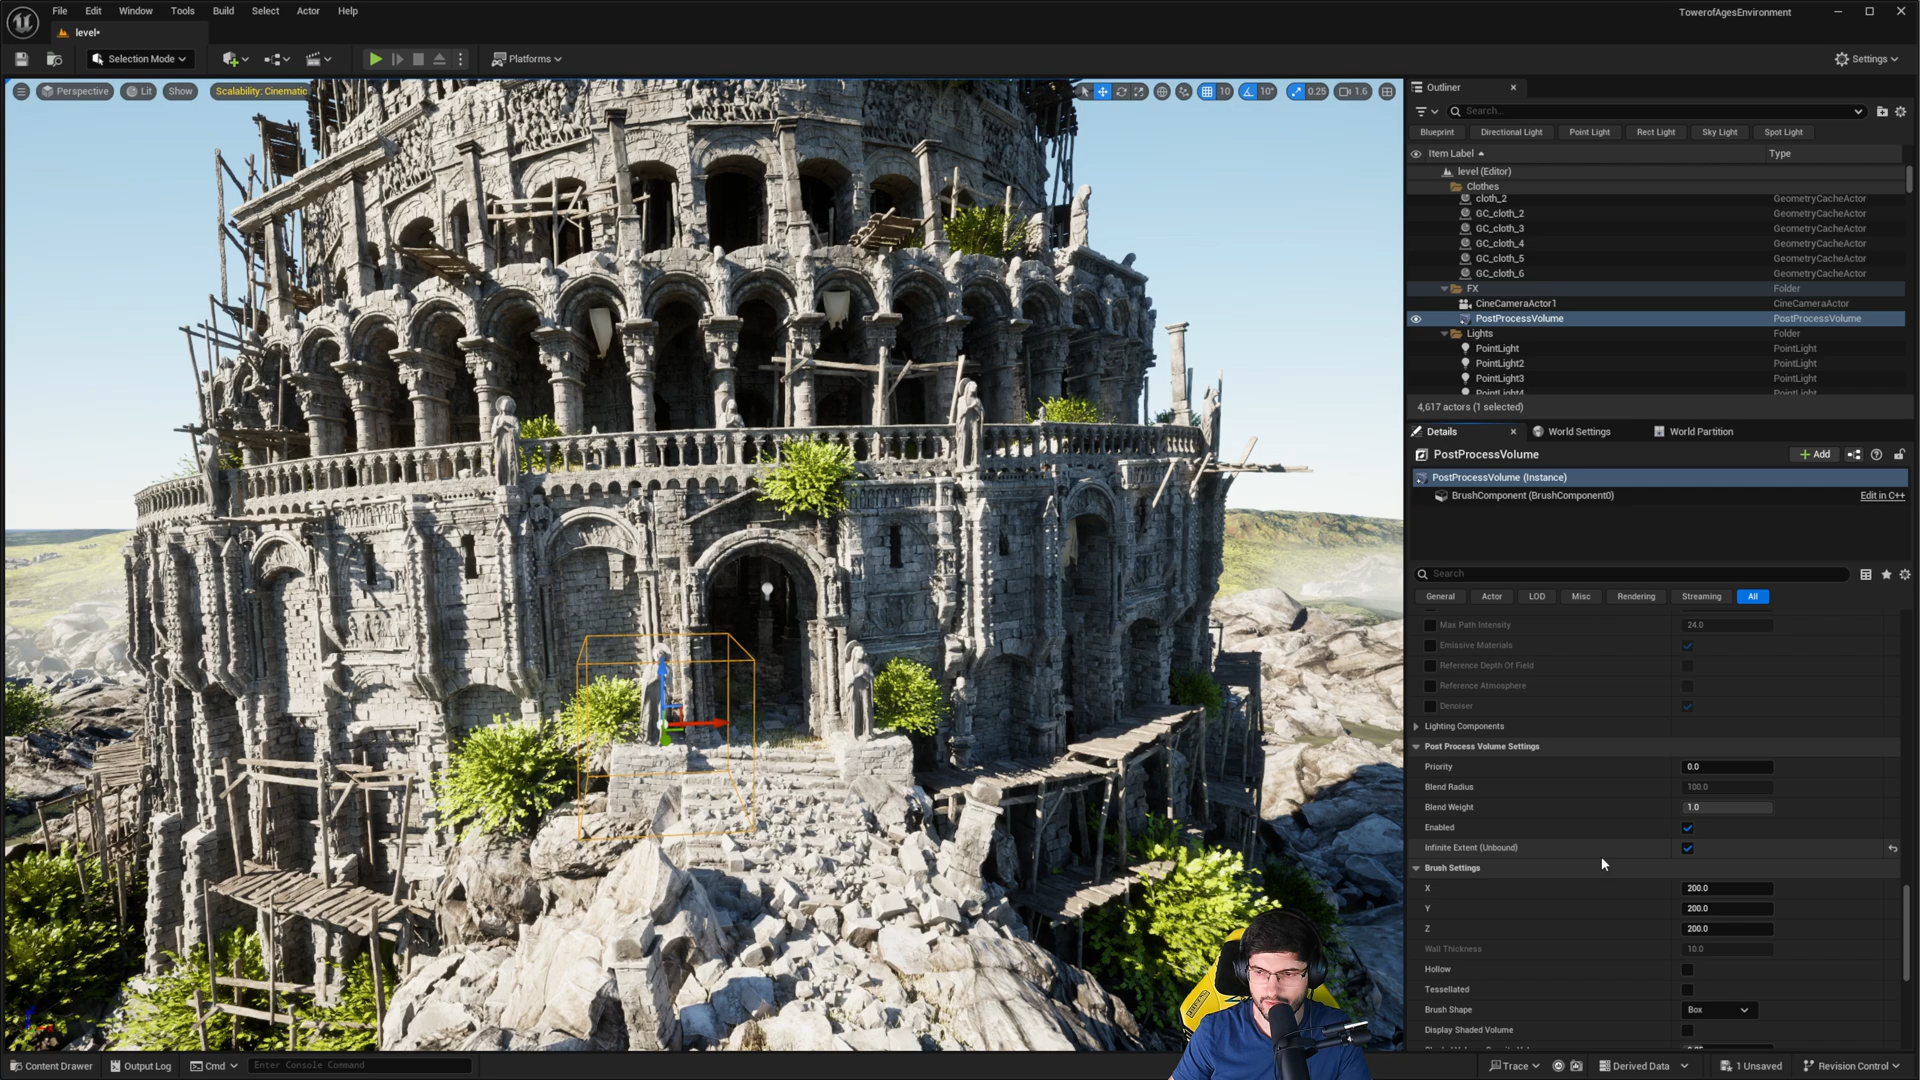 File Edit Window Tools Build Select Actor Help
TowerofAgesEnvironment
level*
Selection Mode
Platforms
Settings
Perspective
Lit
Show
Scalability: Cinematic
10
10°
0.25
1.6
Outliner
Search...
Blueprint Directional Light Point Light Rect Light Sky Light Spot Light
Item Label Type
level (Editor)
Clothes
cloth_2 GeometryCacheActor
GC_cloth_2 GeometryCacheActor
GC_cloth_3 GeometryCacheActor
GC_cloth_4 GeometryCacheActor
GC_cloth_5 GeometryCacheActor
GC_cloth_6 GeometryCacheActor
FX Folder
CineCameraActor1 CineCameraActor
PostProcessVolume PostProcessVolume
Lights Folder
PointLight PointLight
PointLight2 PointLight
PointLight3 PointLight
PointLight4 PointLight
4,617 actors (1 selected)
Details World Settings World Partition
PostProcessVolume
Add
PostProcessVolume (Instance)
BrushComponent (BrushComponent0) Edit in C++
Search
General Actor LOD Misc Rendering Streaming All
Max Path Intensity 24.0
Emissive Materials
Reference Depth Of Field
Reference Atmosphere
Denoiser
Lighting Components
Post Process Volume Settings
Priority 0.0
Blend Radius 100.0
Blend Weight 1.0
Enabled
Infinite Extent (Unbound)
Brush Settings
X 200.0
Y 200.0
Z 200.0
Wall Thickness 10.0
Hollow
Tessellated
Brush Shape Box
Display Shaded Volume
Content Drawer
Output Log
Cmd
Enter Console Command
Trace
Derived Data
1 Unsaved
Revision Control